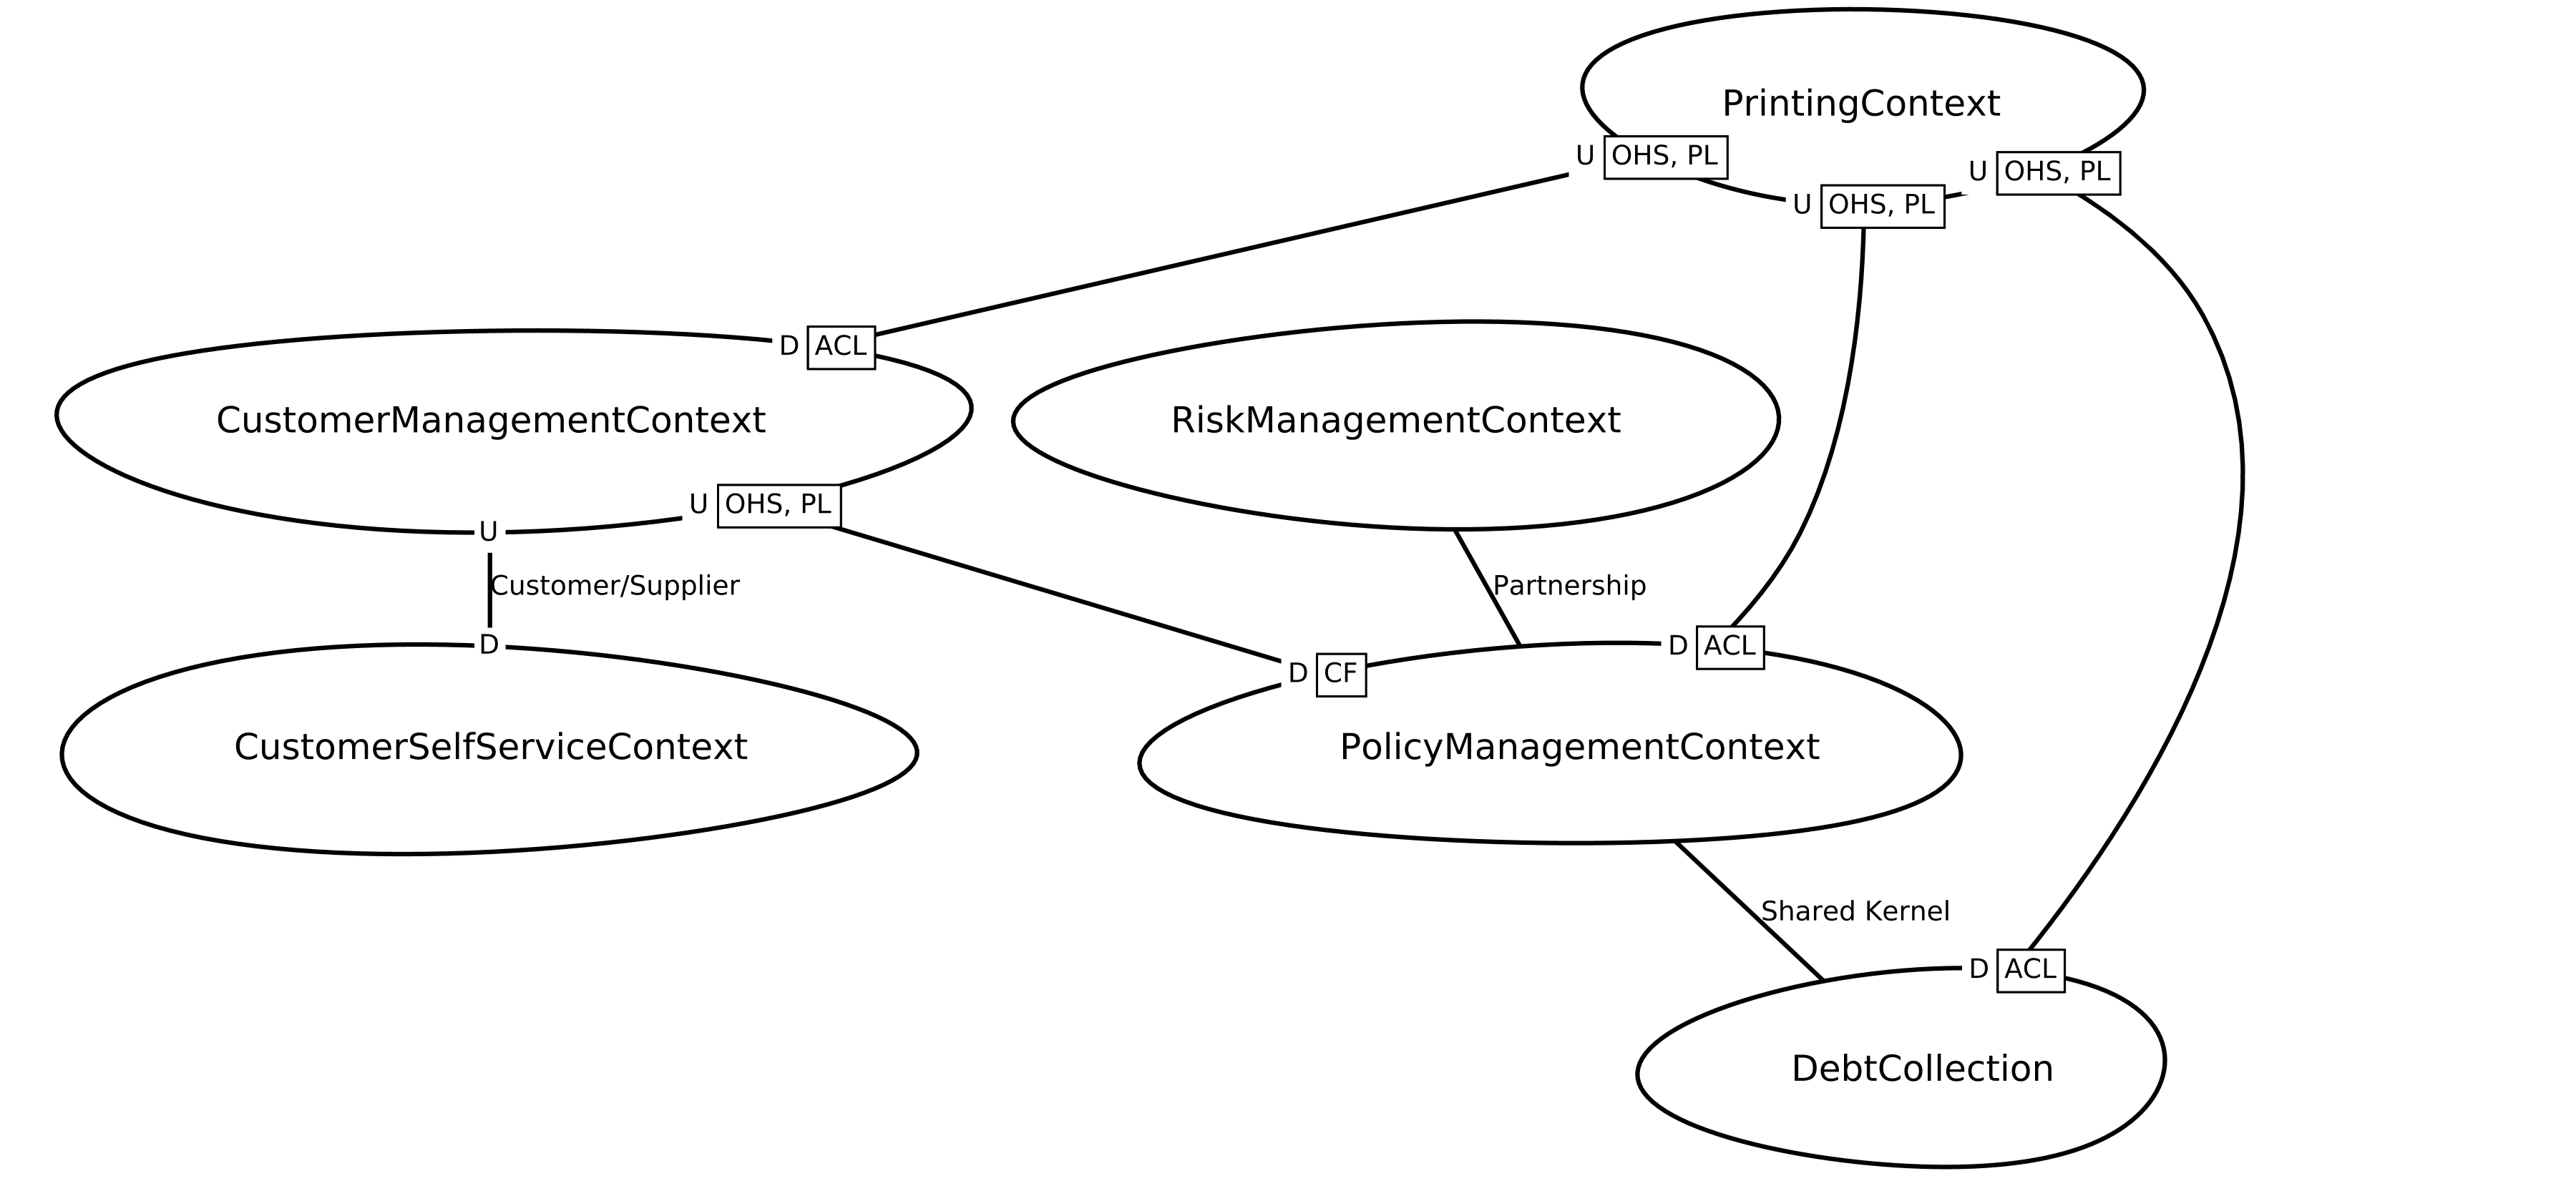 PrintingContext
U OHS, PL
U OHS, PL
U OHS, PL
D ACL
CustomerManagementContext
RiskManagementContext
U OHS, PL
U
Customer/Supplier
Partnership
D
D ACL
D CF
CustomerSelfServiceContext
PolicyManagementContext
Shared Kernel
D ACL
DebtCollection